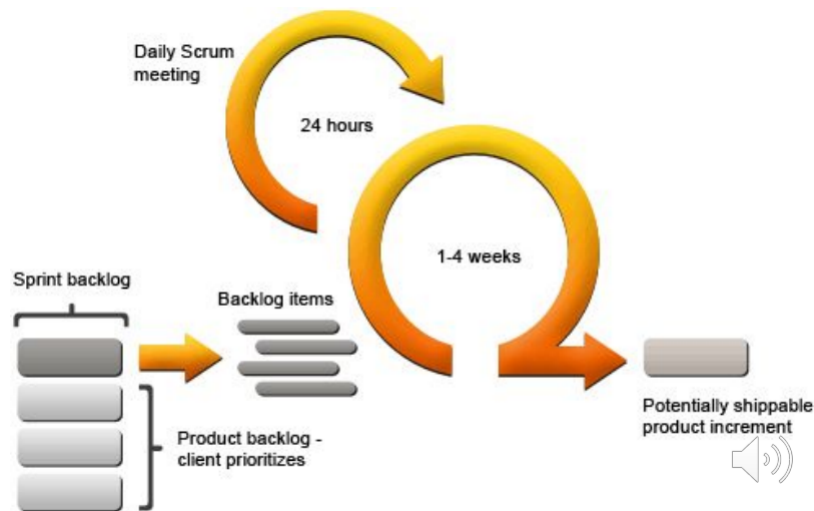 Daily Scrum
meeting
24 hours
1-4 weeks
Sprint backlog
Backlog items
Product backlog -
client prioritizes
Potentially shippable
product increment